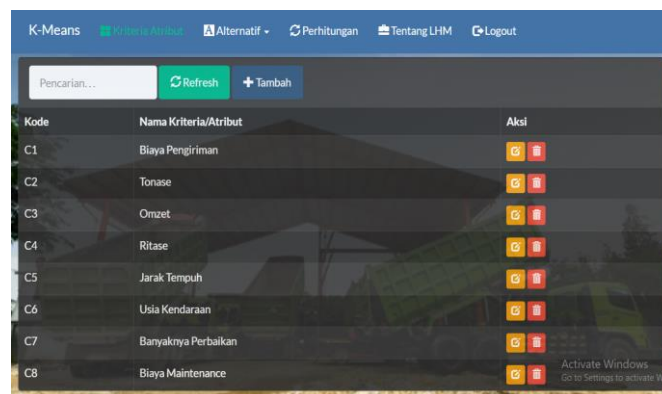 K-Means Kriteria Atribut Alternatif Perhitungan Tentang LHM Logout
Pencarian... Refresh Tambah
Kode Nama Kriteria/Atribut Aksi
C1 Biaya Pengiriman
C2 Tonase
C3 Omzet
C4 Ritase
C5 Jarak Tempuh
C6 Usia Kendaraan
C7 Banyaknya Perbaikan
C8 Biaya Maintenance
Activate Windows
Go to Settings to activate W